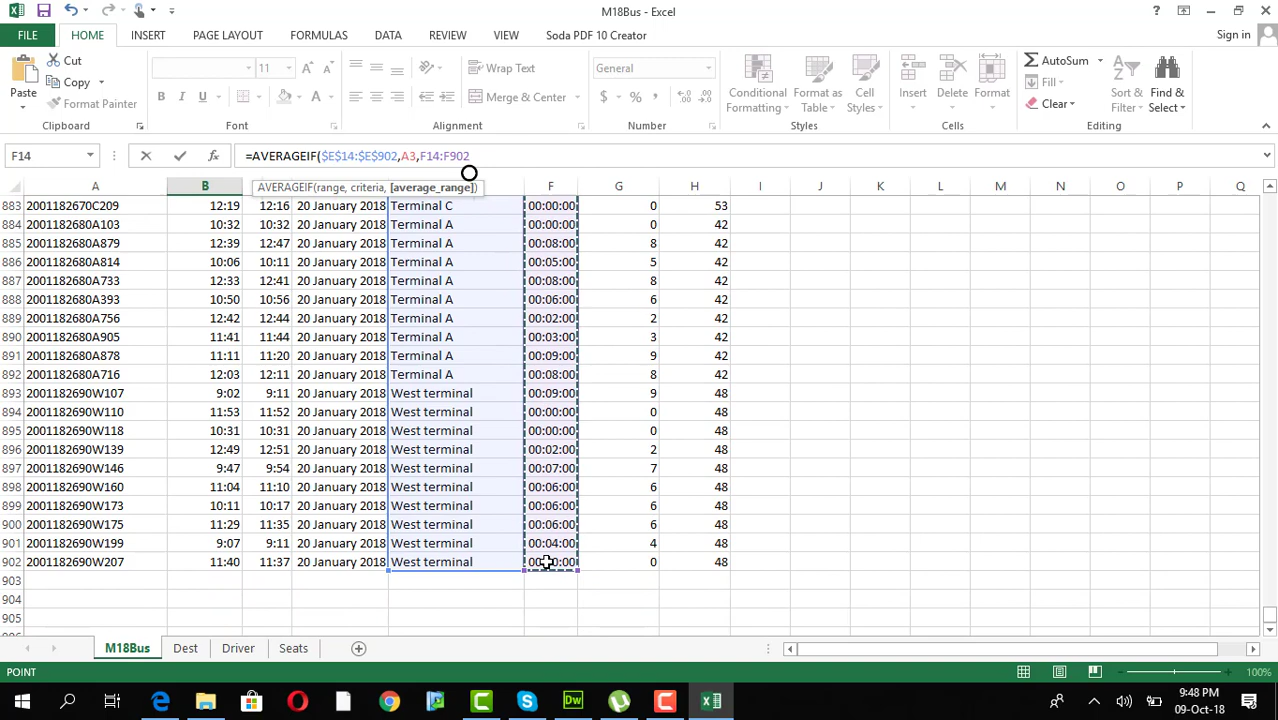 M18Bus - Excel
FILE HOME INSERT PAGE LAYOUT FORMULAS DATA REVIEW VIEW Soda PDF 10 Creator Sign in
Paste Cut Copy Format Painter
11 A A Wrap Text General Conditional Formatting Format as Table Cell Styles Insert Delete Format AutoSum Fill Clear Sort & Filter Find & Select
B I U Merge & Center $ %
Clipboard Font Alignment Number Styles Cells Editing
F14 fx =AVERAGEIF($E$14:$E$902,A3,F14:F902
AVERAGEIF(range, criteria, [average_range])
A B F G H I J K L M N O P Q
883 2001182670C209 12:19 12:16 20 January 2018 Terminal C 00:00:00 0 53
884 2001182680A103 10:32 10:32 20 January 2018 Terminal A 00:00:00 0 42
885 2001182680A879 12:39 12:47 20 January 2018 Terminal A 00:08:00 8 42
886 2001182680A814 10:06 10:11 20 January 2018 Terminal A 00:05:00 5 42
887 2001182680A733 12:33 12:41 20 January 2018 Terminal A 00:08:00 8 42
888 2001182680A393 10:50 10:56 20 January 2018 Terminal A 00:06:00 6 42
889 2001182680A756 12:42 12:44 20 January 2018 Terminal A 00:02:00 2 42
890 2001182680A905 11:41 11:44 20 January 2018 Terminal A 00:03:00 3 42
891 2001182680A878 11:11 11:20 20 January 2018 Terminal A 00:09:00 9 42
892 2001182680A716 12:03 12:11 20 January 2018 Terminal A 00:08:00 8 42
893 2001182690W107 9:02 9:11 20 January 2018 West terminal 00:09:00 9 48
894 2001182690W110 11:53 11:52 20 January 2018 West terminal 00:00:00 0 48
895 2001182690W118 10:31 10:31 20 January 2018 West terminal 00:00:00 0 48
896 2001182690W139 12:49 12:51 20 January 2018 West terminal 00:02:00 2 48
897 2001182690W146 9:47 9:54 20 January 2018 West terminal 00:07:00 7 48
898 2001182690W160 11:04 11:10 20 January 2018 West terminal 00:06:00 6 48
899 2001182690W173 10:11 10:17 20 January 2018 West terminal 00:06:00 6 48
900 2001182690W175 11:29 11:35 20 January 2018 West terminal 00:06:00 6 48
901 2001182690W199 9:07 9:11 20 January 2018 West terminal 00:04:00 4 48
902 2001182690W207 11:40 11:37 20 January 2018 West terminal 0 48
903
904
905
M18Bus Dest Driver Seats
POINT 100%
9:48 PM
09-Oct-18